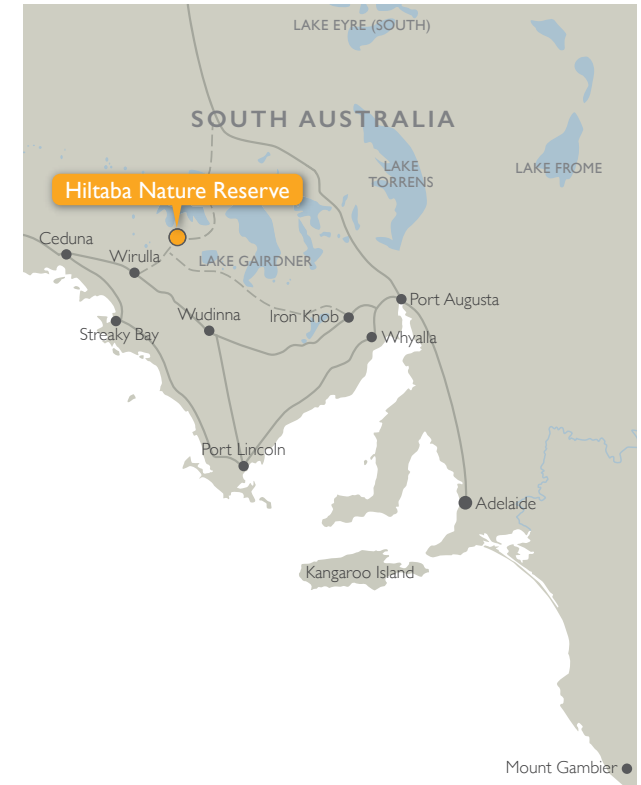 LAKE EYRE (SOUTH)
SOUTH AUSTRALIA
LAKE
TORRENS
LAKE FROME
Hiltaba Nature Reserve
Ceduna
Wirulla
LAKE GAIRDNER
Port Augusta
Wudinna
Iron Knob
Streaky Bay
Whyalla
Port Lincoln
Adelaide
Kangaroo Island
Mount Gambier